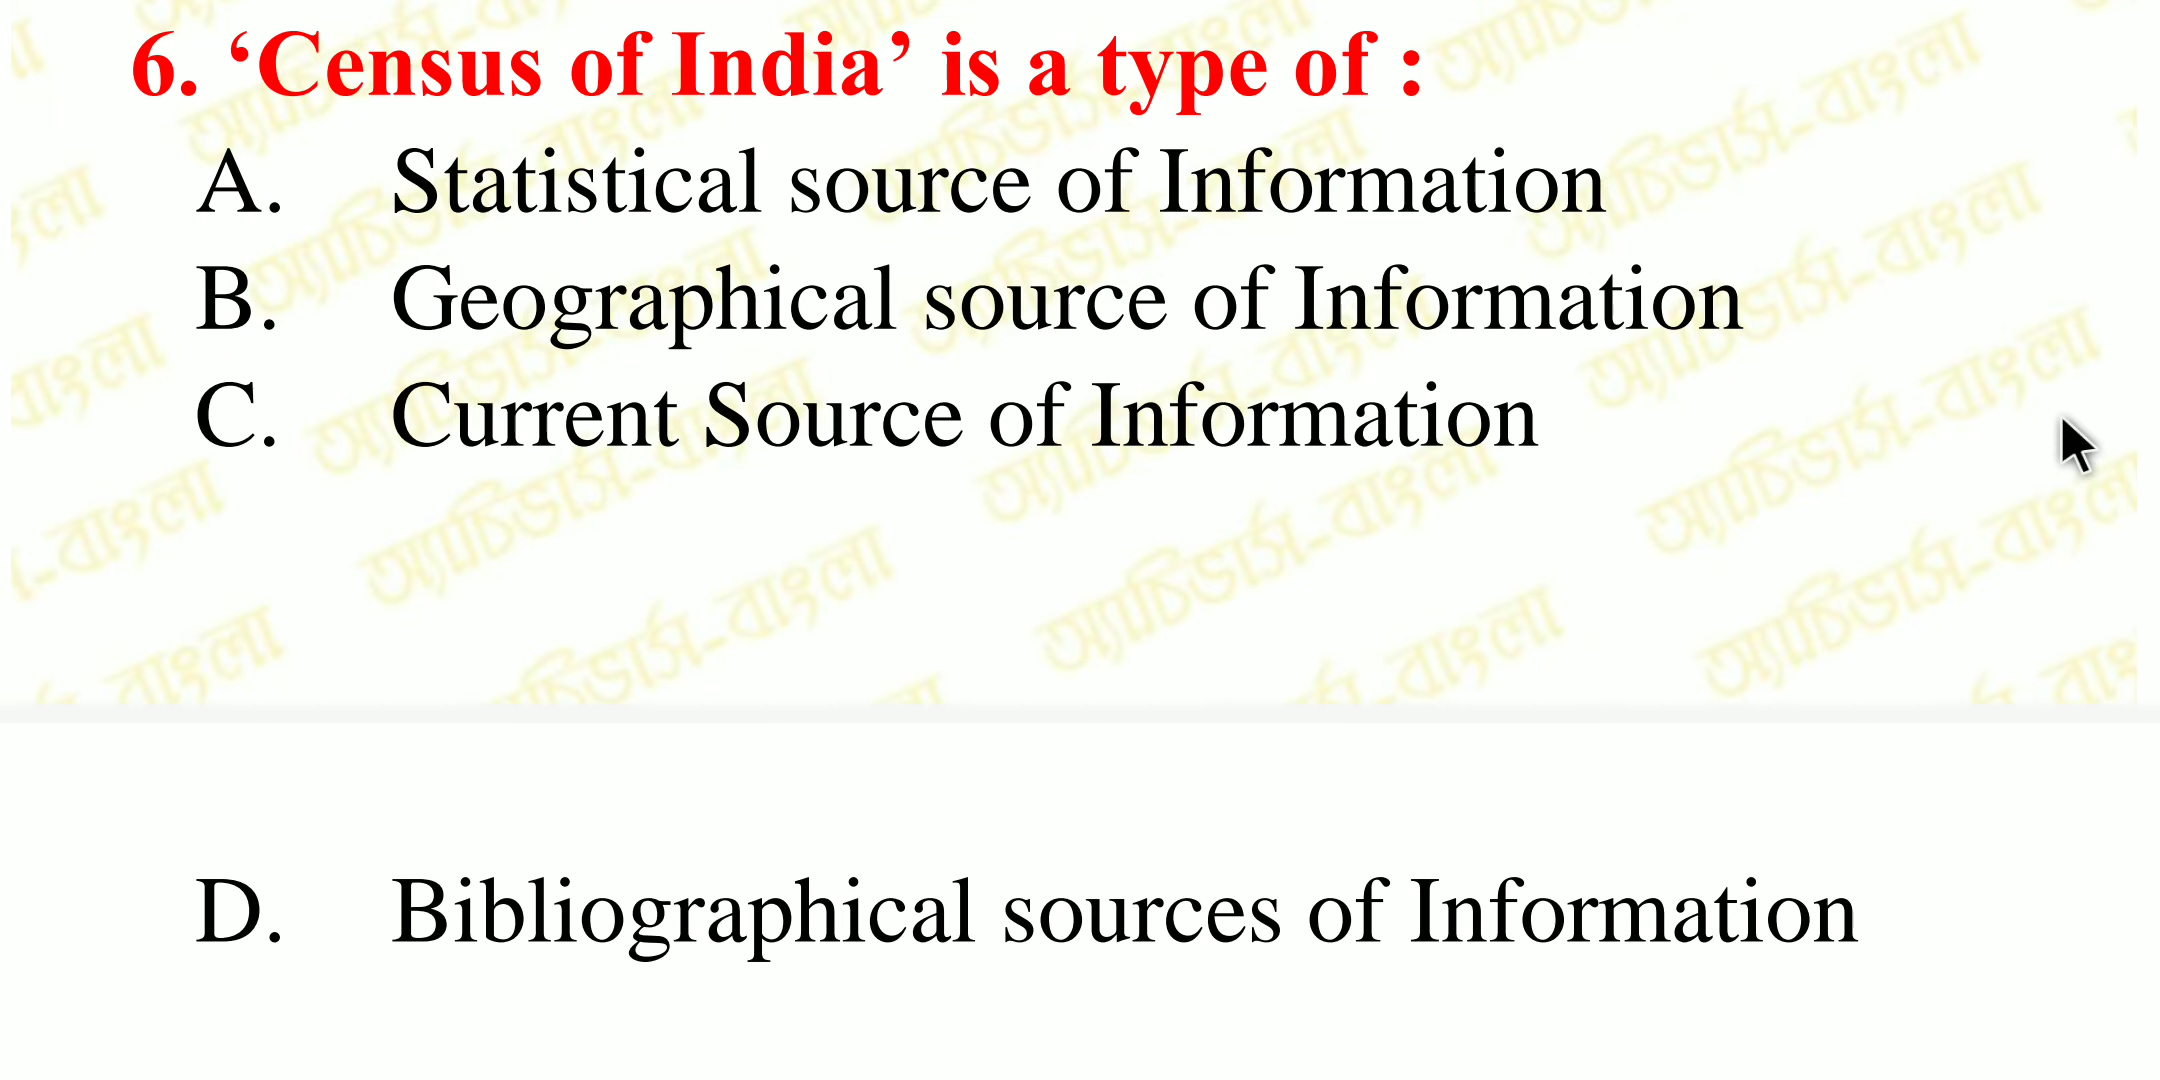 6. ‘Census of India’ is a type of :
A. Statistical source of Information
B. Geographical source of Information
C. Current Source of Information
D. Bibliographical sources of Information